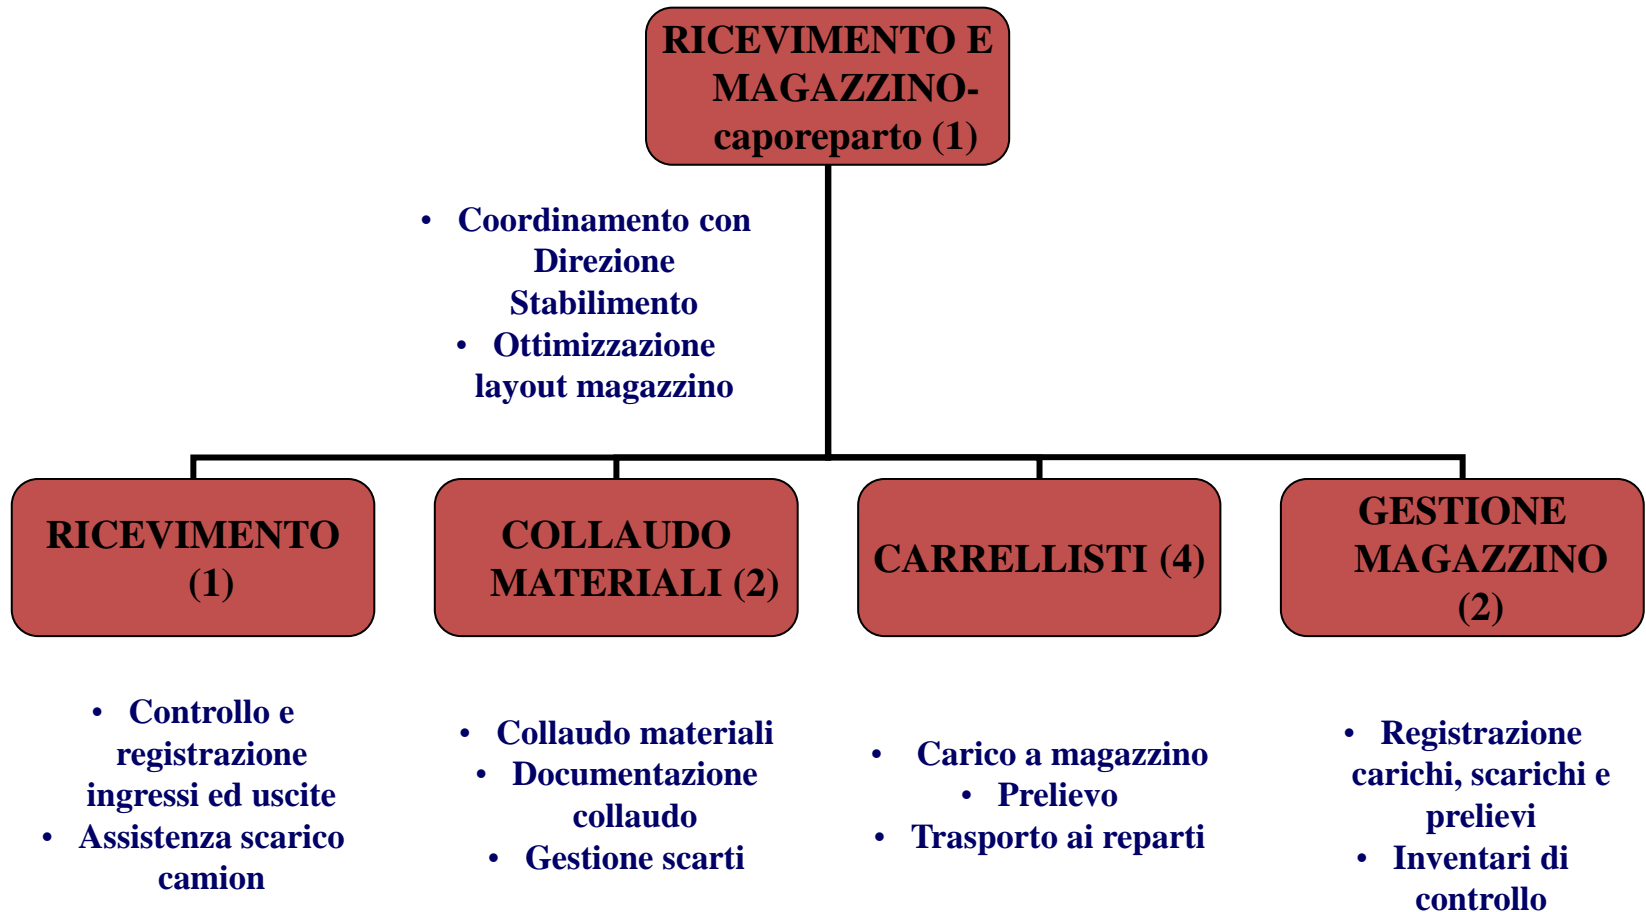 RICEVIMENTO E
MAGAZZINO-
caporeparto (1)
• Coordinamento con
Direzione
Stabilimento
• Ottimizzazione
layout magazzino
RICEVIMENTO
(1)
COLLAUDO
MATERIALI (2)
CARRELLISTI (4)
GESTIONE
MAGAZZINO
(2)
• Controllo e
registrazione
ingressi ed uscite
• Assistenza scarico
camion
• Collaudo materiali
• Documentazione
collaudo
• Gestione scarti
• Carico a magazzino
• Prelievo
• Trasporto ai reparti
• Registrazione
carichi, scarichi e
prelievi
• Inventari di
controllo